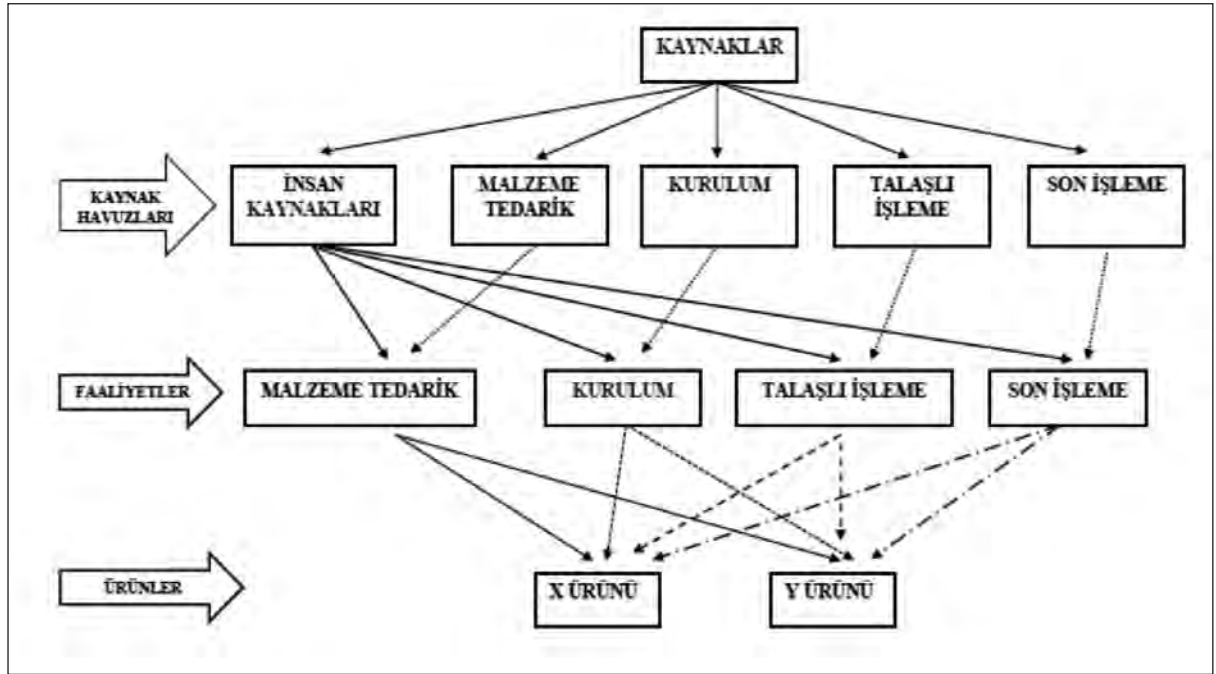 KAYNAKLAR
KAYNAK
HAVUZLARI
İNSAN
KAYNAKLARI
MALZEME
TEDARİK
KURULUM
TALAŞLI
İŞLEME
SON İŞLEME
FAALİYETLER
MALZEME TEDARİK
KURULUM
TALAŞLI İŞLEME
SON İŞLEME
ÜRÜNLER
X ÜRÜNÜ
Y ÜRÜNÜ